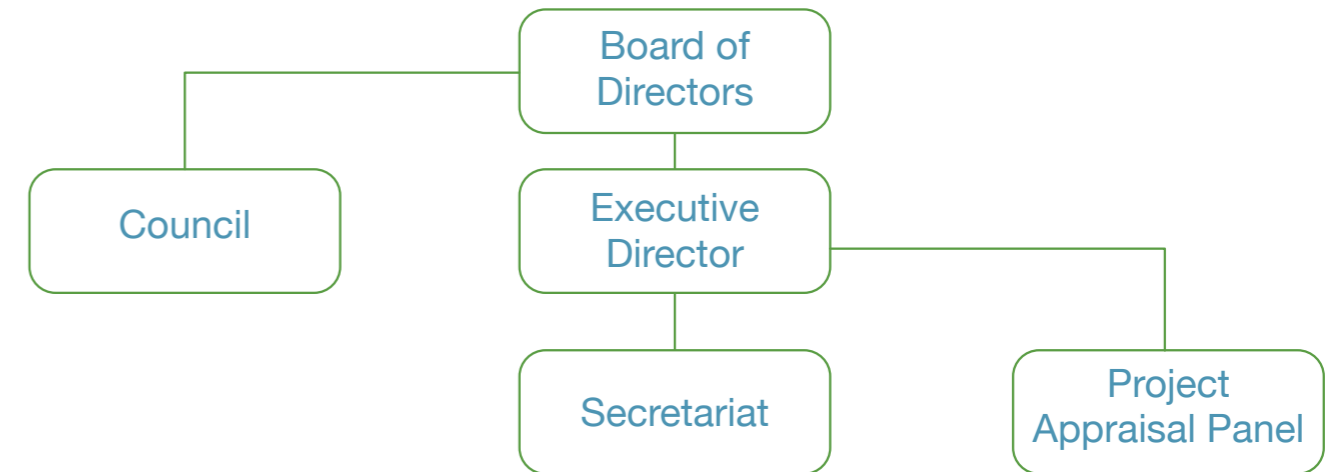 Board of
Directors
Council
Executive
Director
Secretariat
Project
Appraisal Panel